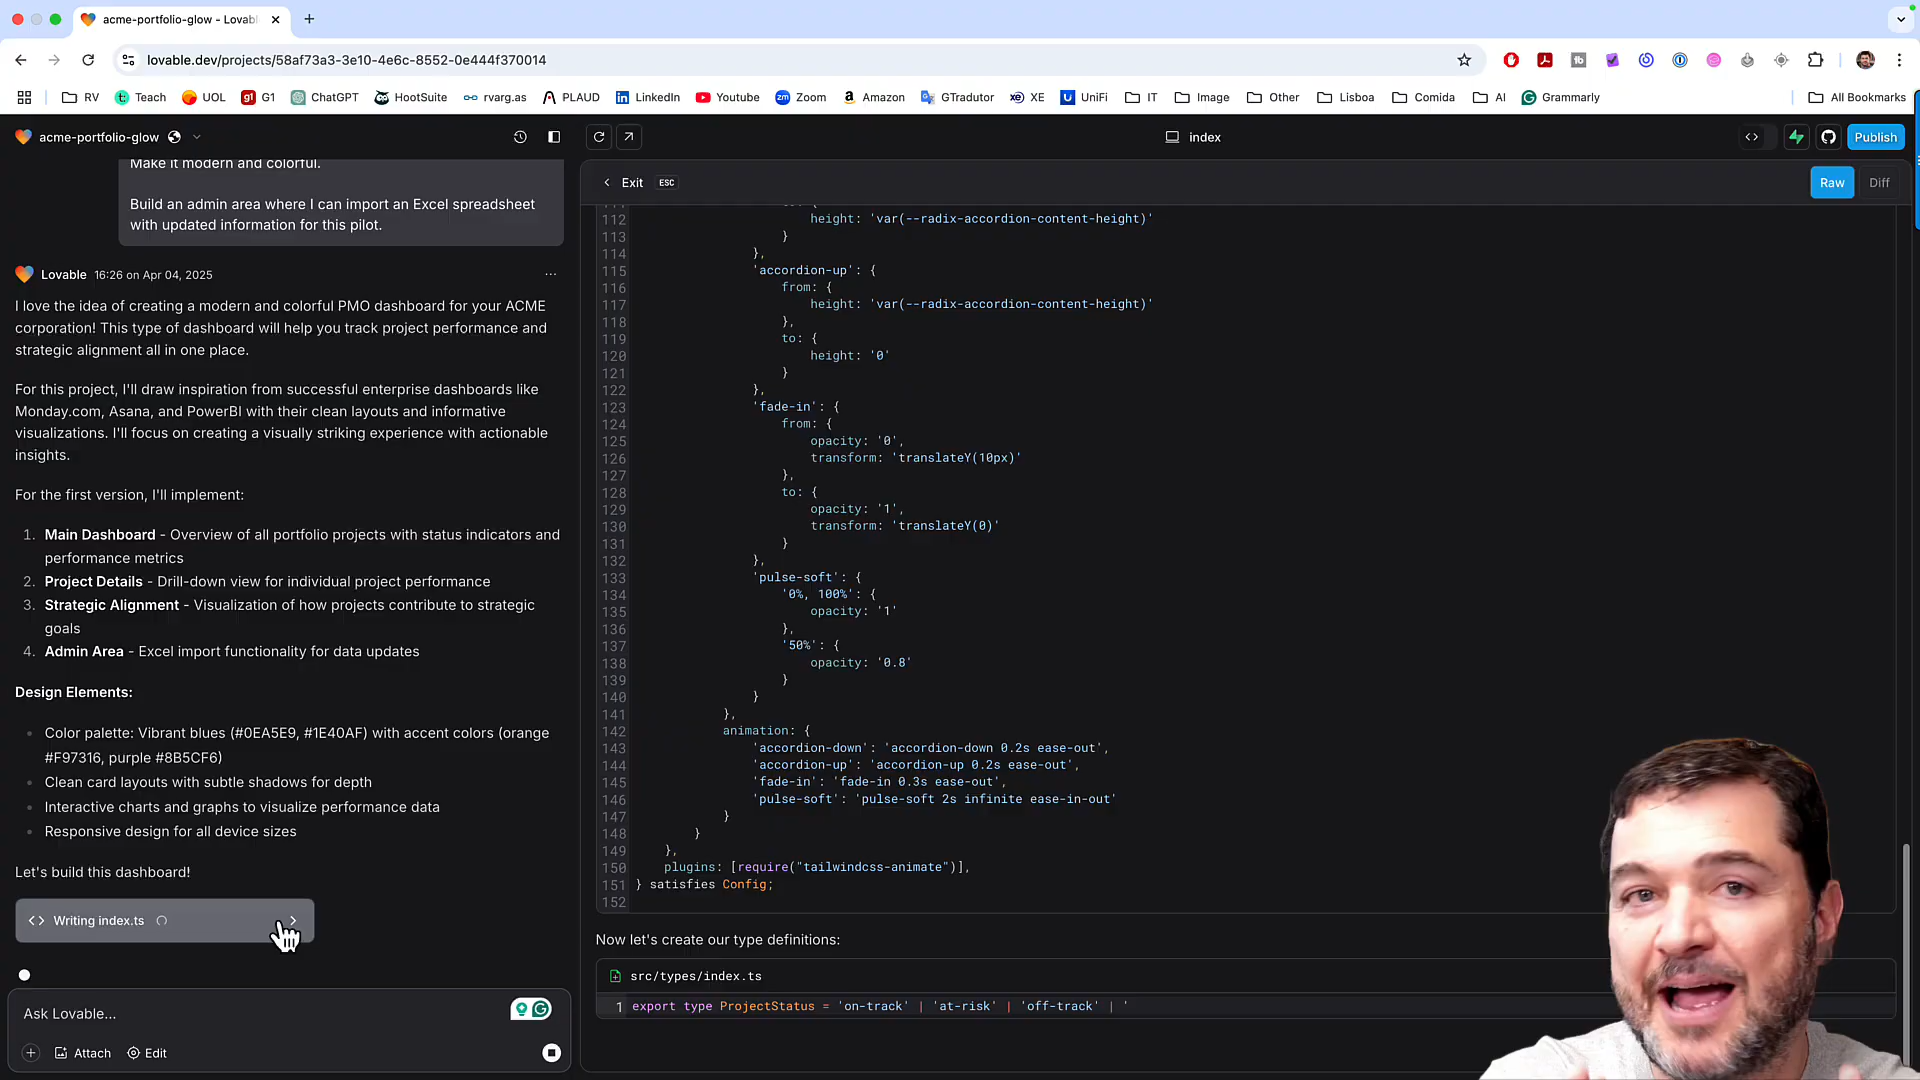 acme-portfolio-glow - Lovabl
lovable.dev/projects/58af73a3-3e10-4e6c-8552-0e444f370014
RV
Teach
UOL
G1
ChatGPT
HootSuite
rvarg.as
PLAUD
LinkedIn
Youtube
Zoom
Amazon
GTradutor
XE
UniFi
IT
Image
Other
Lisboa
Comida
AI
Grammarly
All Bookmarks
acme-portfolio-glow
index
Publish
Make it modern and colorful.
Build an admin area where I can import an Excel spreadsheet
with updated information for this pilot.
Lovable 16:26 on Apr 04, 2025
I love the idea of creating a modern and colorful PMO dashboard for your ACME
corporation! This type of dashboard will help you track project performance and
strategic alignment all in one place.
For this project, I'll draw inspiration from successful enterprise dashboards like
Monday.com, Asana, and PowerBI with their clean layouts and informative
visualizations. I'll focus on creating a visually striking experience with actionable
insights.
For the first version, I'll implement:
1. Main Dashboard - Overview of all portfolio projects with status indicators and
performance metrics
2. Project Details - Drill-down view for individual project performance
3. Strategic Alignment - Visualization of how projects contribute to strategic
goals
4. Admin Area - Excel import functionality for data updates
Design Elements:
Color palette: Vibrant blues (#0EA5E9, #1E40AF) with accent colors (orange
#F97316, purple #8B5CF6)
Clean card layouts with subtle shadows for depth
Interactive charts and graphs to visualize performance data
Responsive design for all device sizes
Let's build this dashboard!
Writing index.ts
Ask Lovable...
Attach
Edit
Exit ESC
Raw
Diff
112 height: 'var(--radix-accordion-content-height)'
113 }
114 },
115 'accordion-up': {
116 from: {
117 height: 'var(--radix-accordion-content-height)'
118 },
119 to: {
120 height: '0'
121 }
122 },
123 'fade-in': {
124 from: {
125 opacity: '0',
126 transform: 'translateY(10px)'
127 },
128 to: {
129 opacity: '1',
130 transform: 'translateY(0)'
131 }
132 },
133 'pulse-soft': {
134 '0%, 100%': {
135 opacity: '1'
136 },
137 '50%': {
138 opacity: '0.8'
139 }
140 }
141 },
142 animation: {
143 'accordion-down': 'accordion-down 0.2s ease-out',
144 'accordion-up': 'accordion-up 0.2s ease-out',
145 'fade-in': 'fade-in 0.3s ease-out',
146 'pulse-soft': 'pulse-soft 2s infinite ease-in-out'
147 }
148 }
149 },
150 plugins: [require("tailwindcss-animate")],
151 } satisfies Config;
152
Now let's create our type definitions:
src/types/index.ts
1 export type ProjectStatus = 'on-track' | 'at-risk' | 'off-track' | '